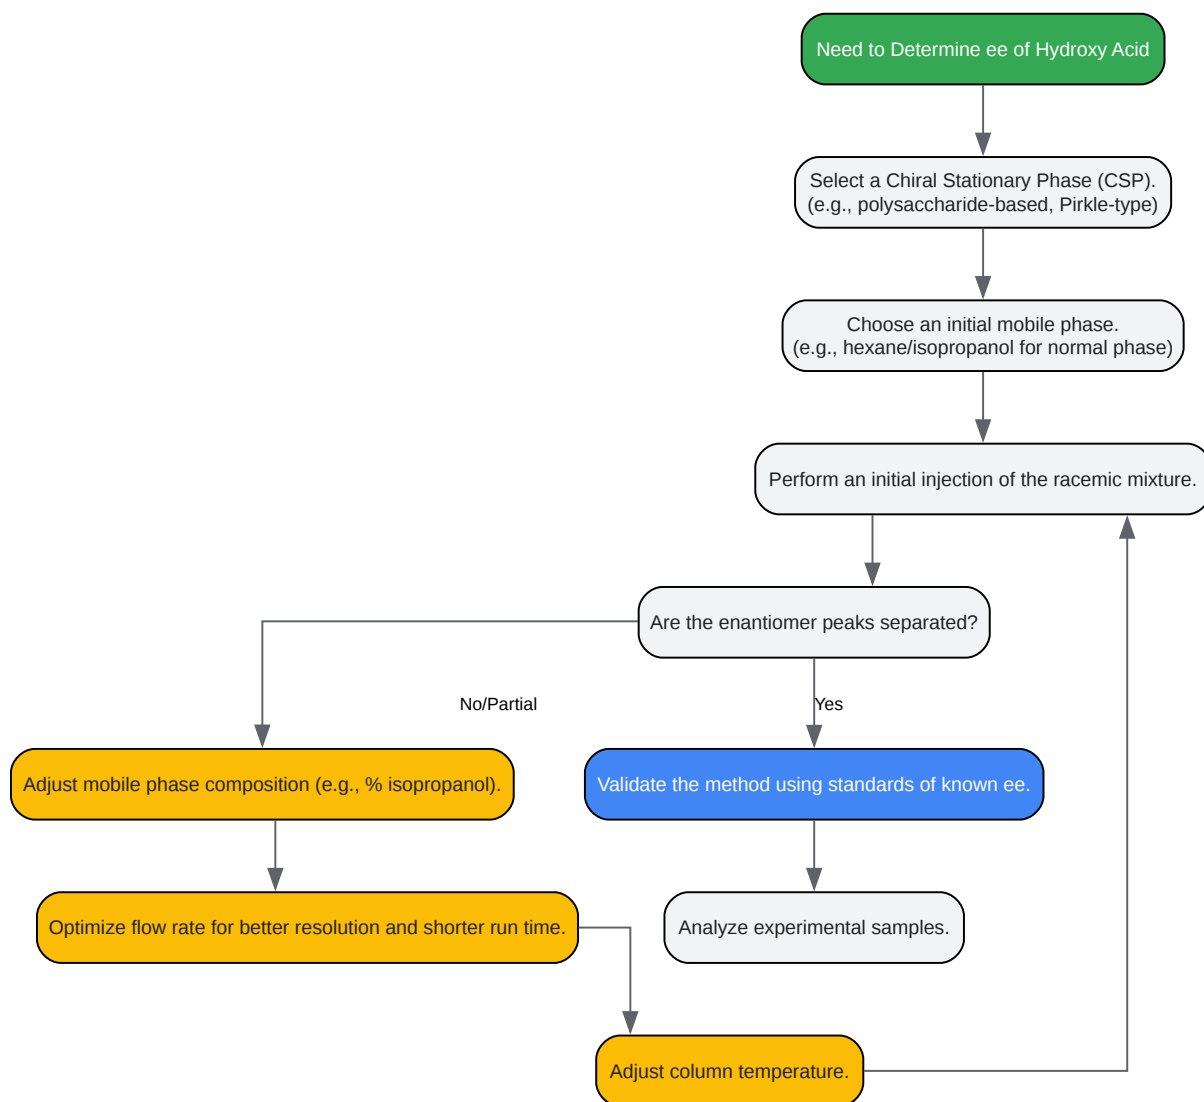 Need to Determine ee of Hydroxy Acid
Select a Chiral Stationary Phase (CSP).
(e.g., polysaccharide-based, Pirkle-type)
Choose an initial mobile phase.
(e.g., hexane/isopropanol for normal phase)
Perform an initial injection of the racemic mixture.
Are the enantiomer peaks separated?
No/Partial
Yes
Adjust mobile phase composition (e.g., % isopropanol).
Validate the method using standards of known ee.
Optimize flow rate for better resolution and shorter run time.
Analyze experimental samples.
Adjust column temperature.